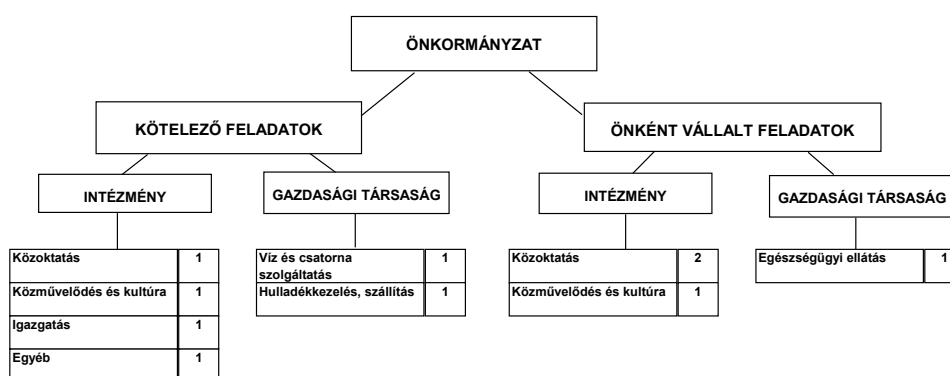 ÖNKORMÁNYZAT
KÖTELEZŐ FELADATOK
ÖNKÉNT VÁLLALT FELADATOK
INTÉZMÉNY
GAZDASÁGI TÁRSASÁG
INTÉZMÉNY
GAZDASÁGI TÁRSASÁG
Közoktatás 1
Közművelődés és kultúra 1
Igazgatás 1
Egyéb 1
Víz és csatorna 1
szolgáltatás
Hulladékkezelés, szállítás 1
Közoktatás 2
Közművelődés és kultúra 1
Egészségügyi ellátás 1